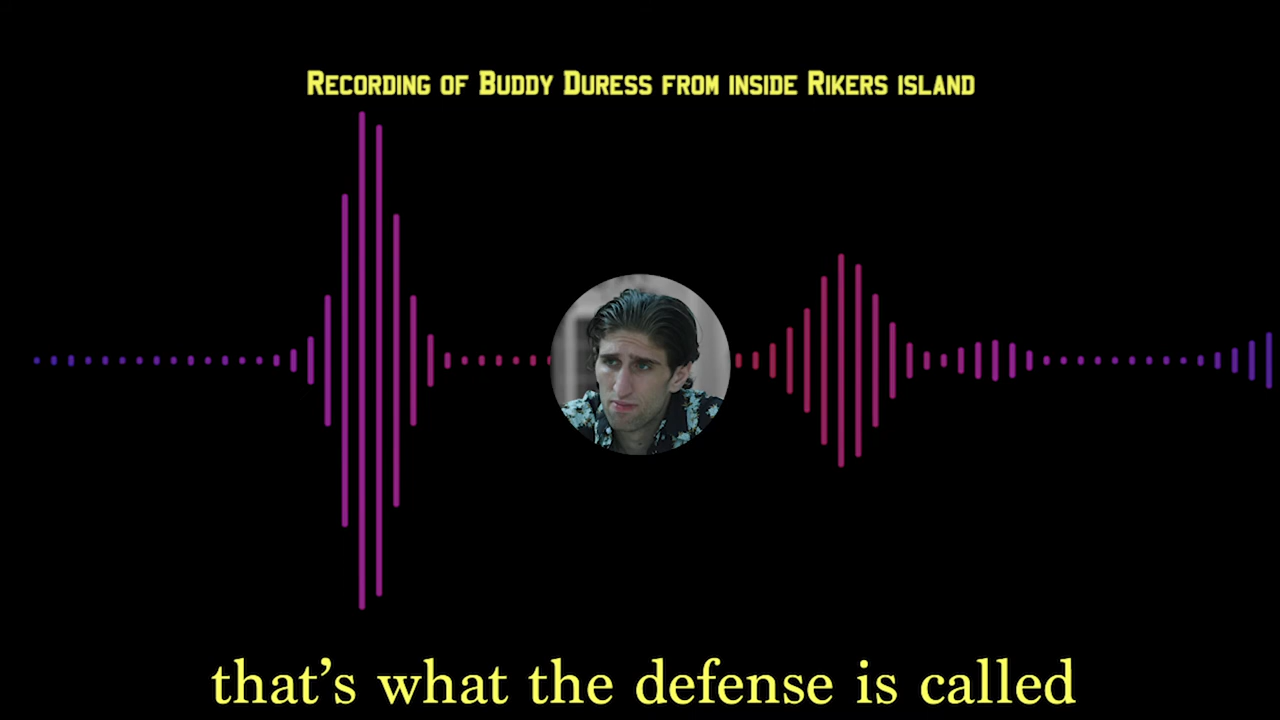 Recording of Buddy Duress from inside Rikers island
that's what the defense is called